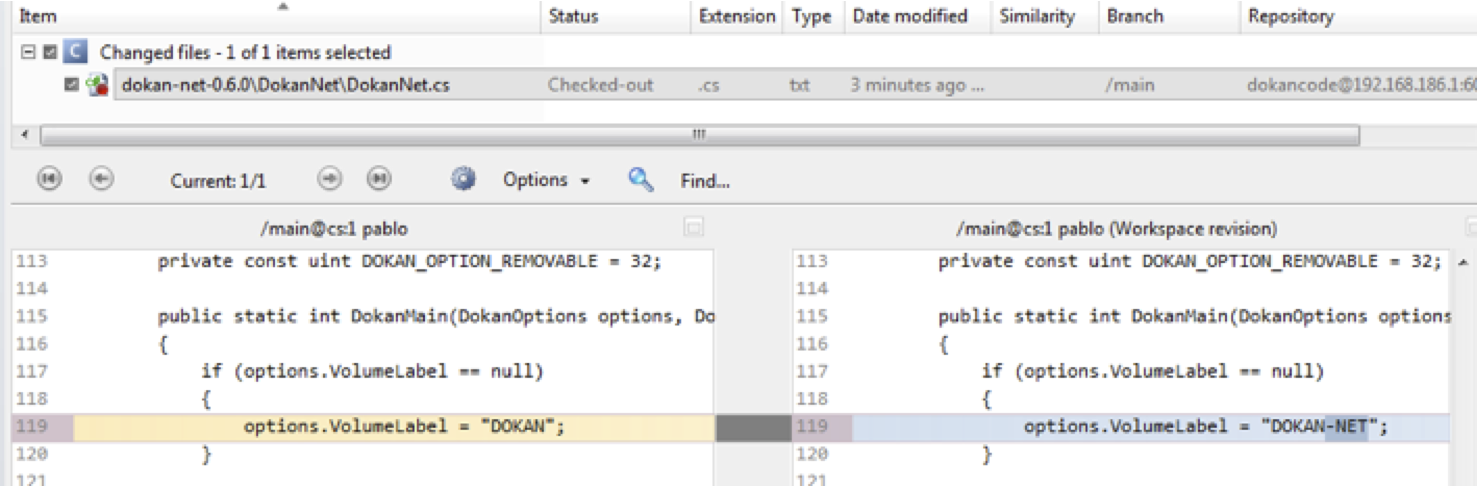 Item Status Extension Type Date modified Similarity Branch Repository
C Changed files - 1 of 1 items selected
dokan-net-0.6.0\DokanNet\DokanNet.cs Checked-out .cs txt 3 minutes ago ... /main dokancode@192.168.186.1:60
Current: 1/1 Options Find...
/main@cs:1 pablo /main@cs:1 pablo (Workspace revision)
113 private const uint DOKAN_OPTION_REMOVABLE = 32; 113 private const uint DOKAN_OPTION_REMOVABLE = 32;
114 114
115 public static int DokanMain(DokanOptions options, Do 115 public static int DokanMain(DokanOptions options
116 { 116 {
117 if (options.VolumeLabel == null) 117 if (options.VolumeLabel == null)
118 { 118 {
119 options.VolumeLabel = "DOKAN"; 119 options.VolumeLabel = "DOKAN-NET";
120 } 120 }
121 121